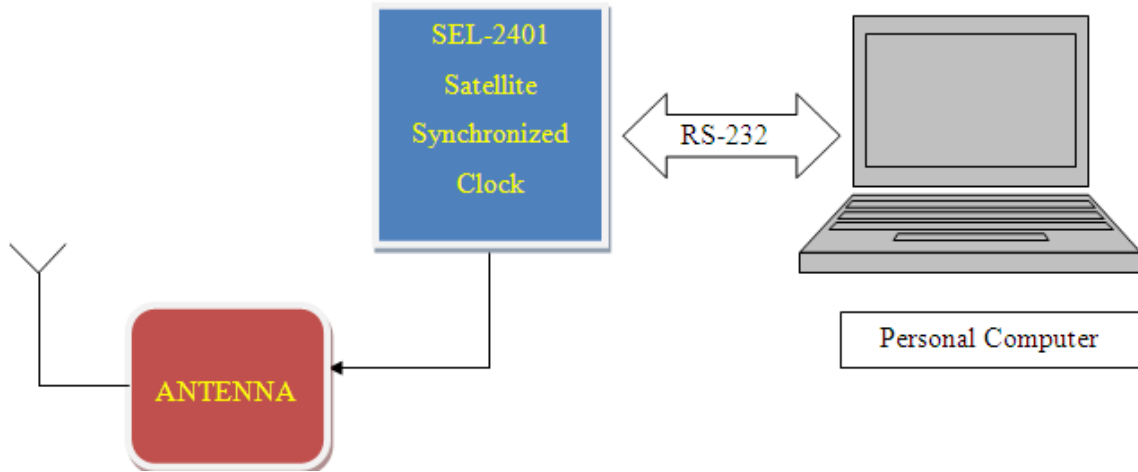 SEL-2401
Satellite
Synchronized
Clock
RS-232
Personal Computer
ANTENNA